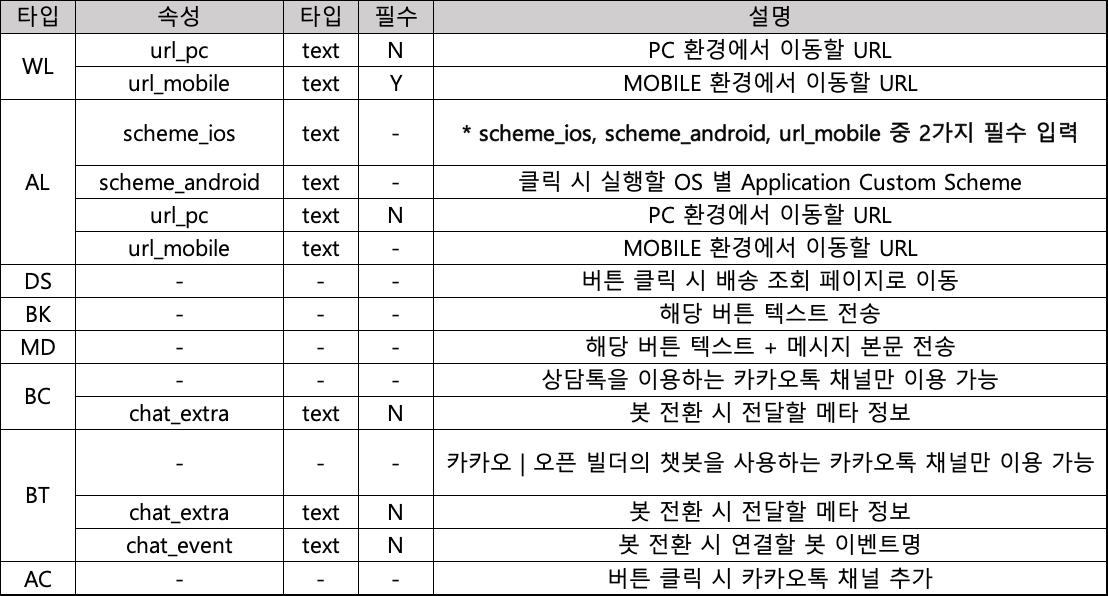 타입 속성 타입 필수 설명
WL url_pc text N PC 환경에서 이동할 URL
url_mobile text Y MOBILE 환경에서 이동할 URL
AL scheme_ios text - * scheme_ios, scheme_android, url_mobile 중 2가지 필수 입력
scheme_android text - 클릭 시 실행할 OS 별 Application Custom Scheme
url_pc text N PC 환경에서 이동할 URL
url_mobile text - MOBILE 환경에서 이동할 URL
DS - - - 버튼 클릭 시 배송 조회 페이지로 이동
BK - - - 해당 버튼 텍스트 전송
MD - - - 해당 버튼 텍스트 + 메시지 본문 전송
BC - - - 상담톡을 이용하는 카카오톡 채널만 이용 가능
chat_extra text N 봇 전환 시 전달할 메타 정보
BT - - - 카카오 | 오픈 빌더의 챗봇을 사용하는 카카오톡 채널만 이용 가능
chat_extra text N 봇 전환 시 전달할 메타 정보
chat_event text N 봇 전환 시 연결할 봇 이벤트명
AC - - - 버튼 클릭 시 카카오톡 채널 추가